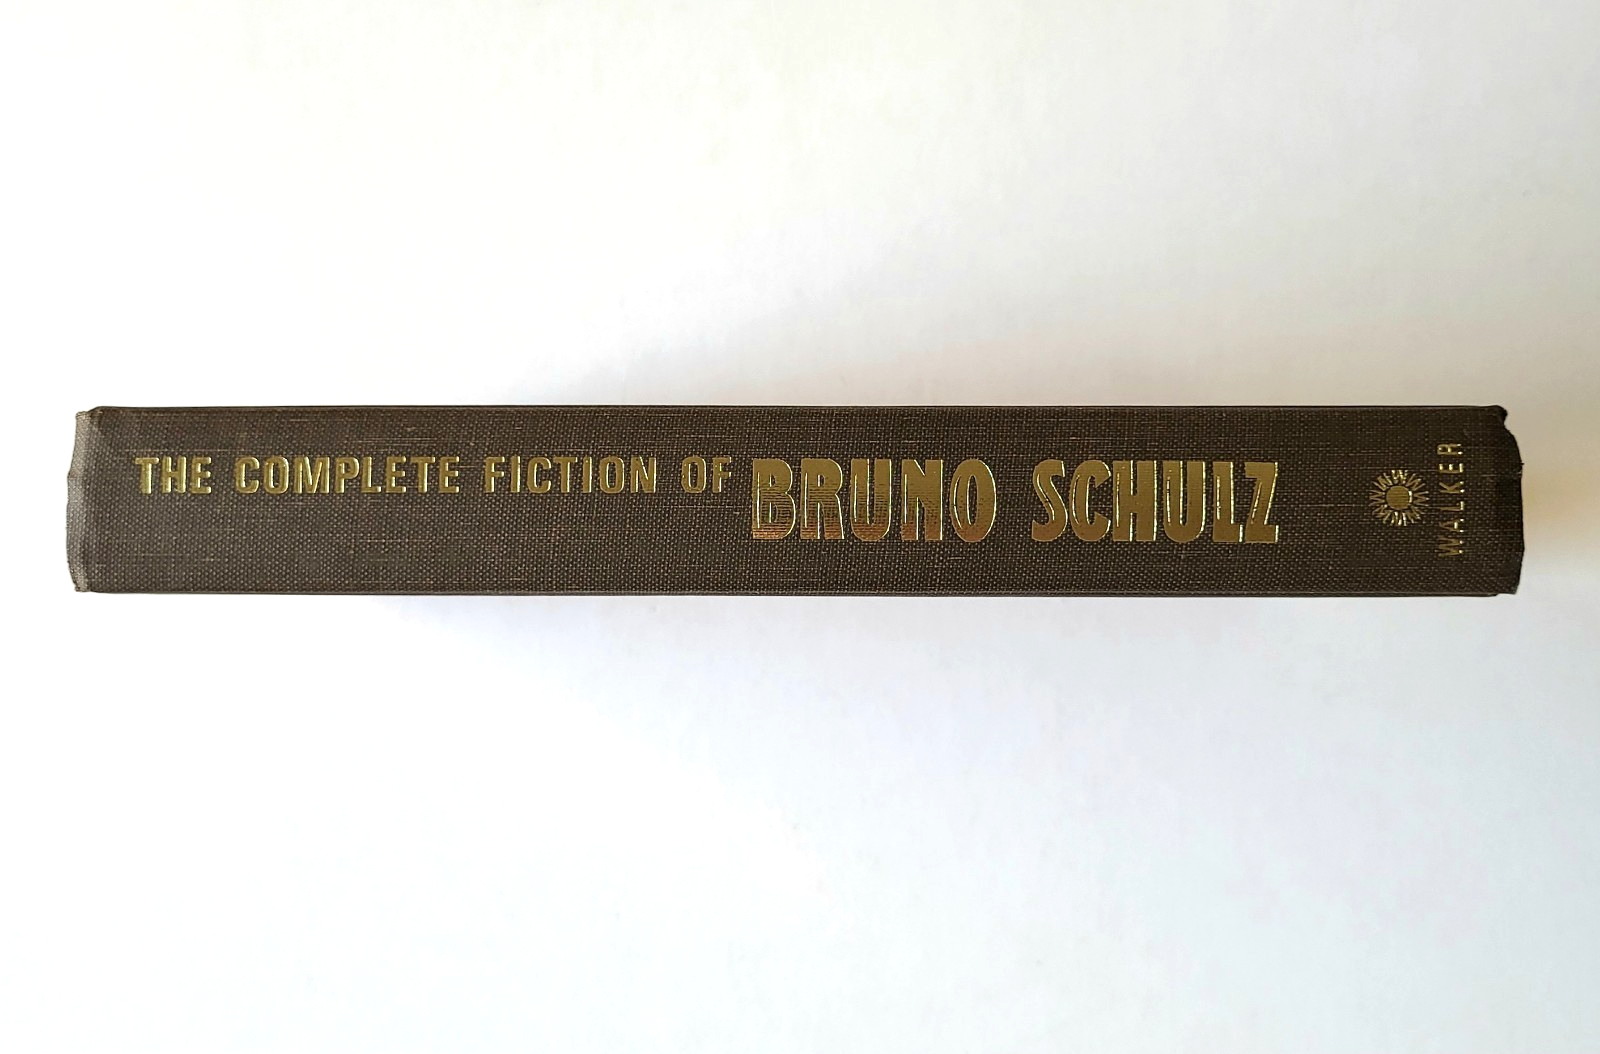 THE COMPLETE FICTION OF BRUNO SCHULZ
WALKER